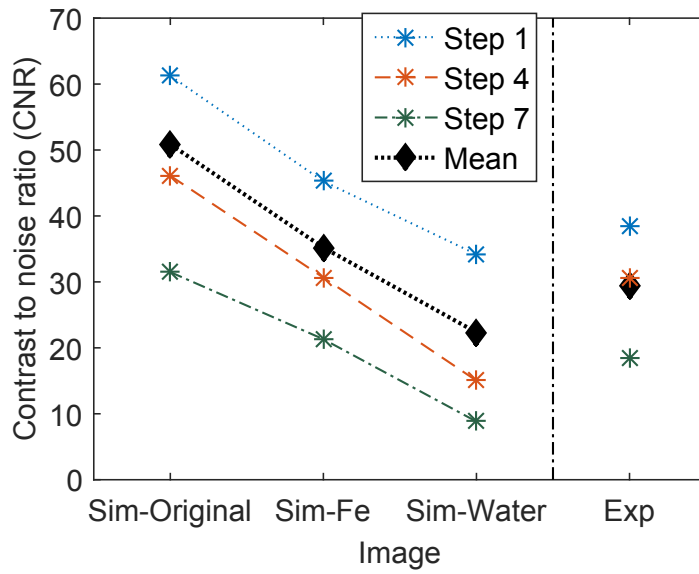 70
60
50
40
30
20
10
0
Contrast to noise ratio (CNR)
Step 1
Step 4
Step 7
Mean
Sim-Original Sim-Fe Sim-Water Exp
Image